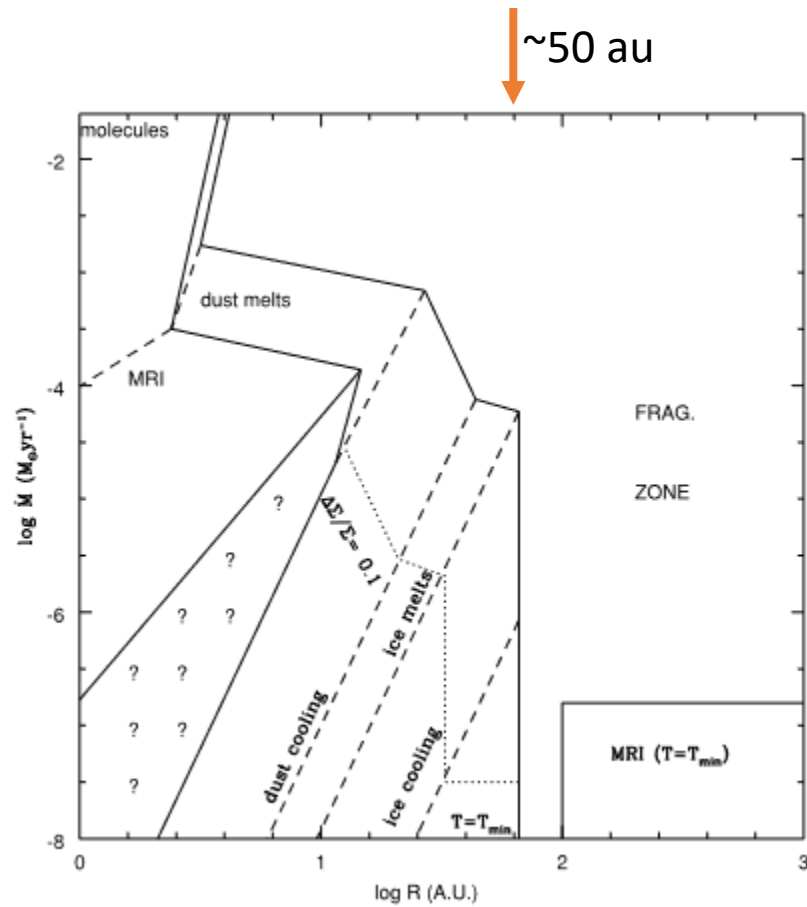 ~50 au
molecules
-2
dust melts
-4
MRI
FRAG.
ZONE
log Ṁ (M⊙yr⁻¹)
?
ΔΣ/Σ= 0.1
?
ice melts
-6
? ?
? ?
dust cooling
MRI (T=Tmin)
? ?
ice cooling
?
T=Tmin
-8
0 1 2 3
log R (A.U.)